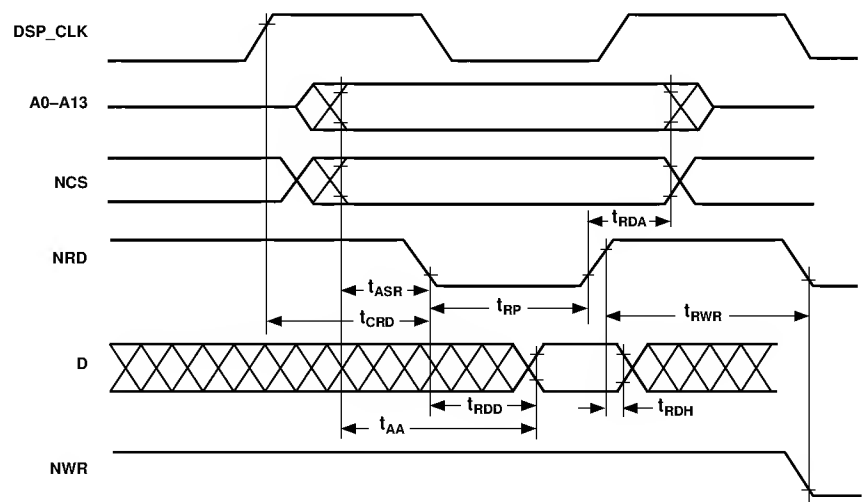 DSP_CLK
A0–A13
NCS
tRDA
NRD
tASR
tRP
tCRD
tRWR
D
tRDD
tRDH
tAA
NWR